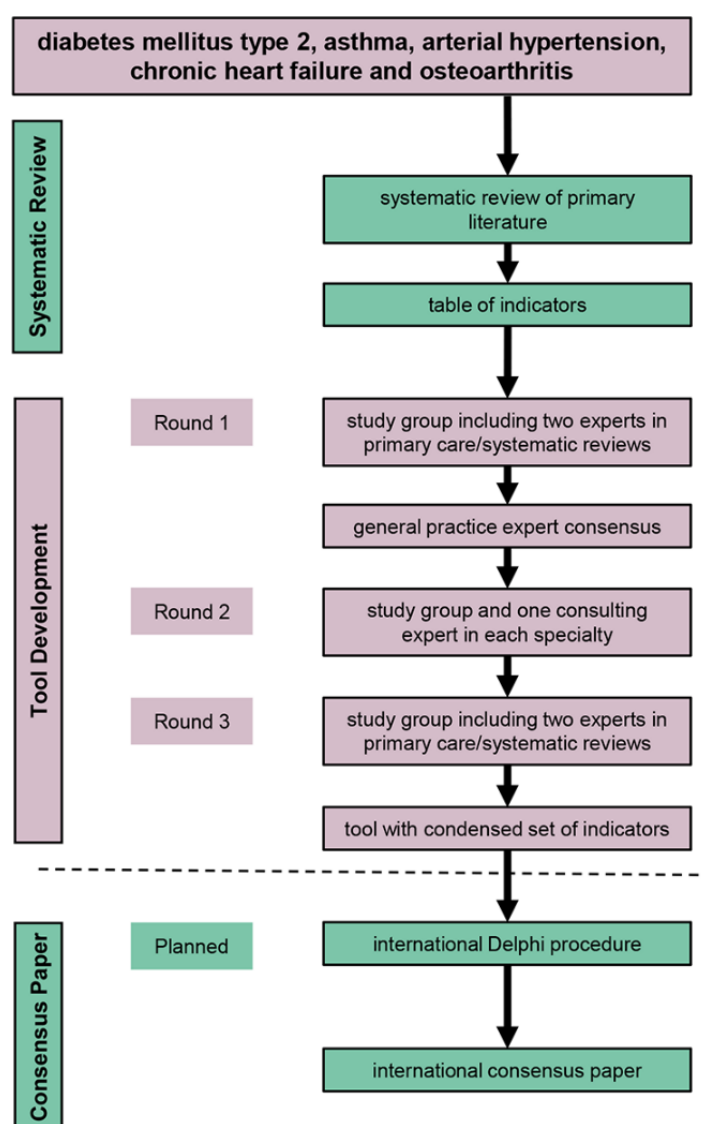 diabetes mellitus type 2, asthma, arterial hypertension,
chronic heart failure and osteoarthritis
Systematic Review
systematic review of primary
literature
table of indicators
Tool Development
Round 1
study group including two experts in
primary care/systematic reviews
general practice expert consensus
Round 2
study group and one consulting
expert in each specialty
Round 3
study group including two experts in
primary care/systematic reviews
tool with condensed set of indicators
Consensus Paper
Planned
international Delphi procedure
international consensus paper